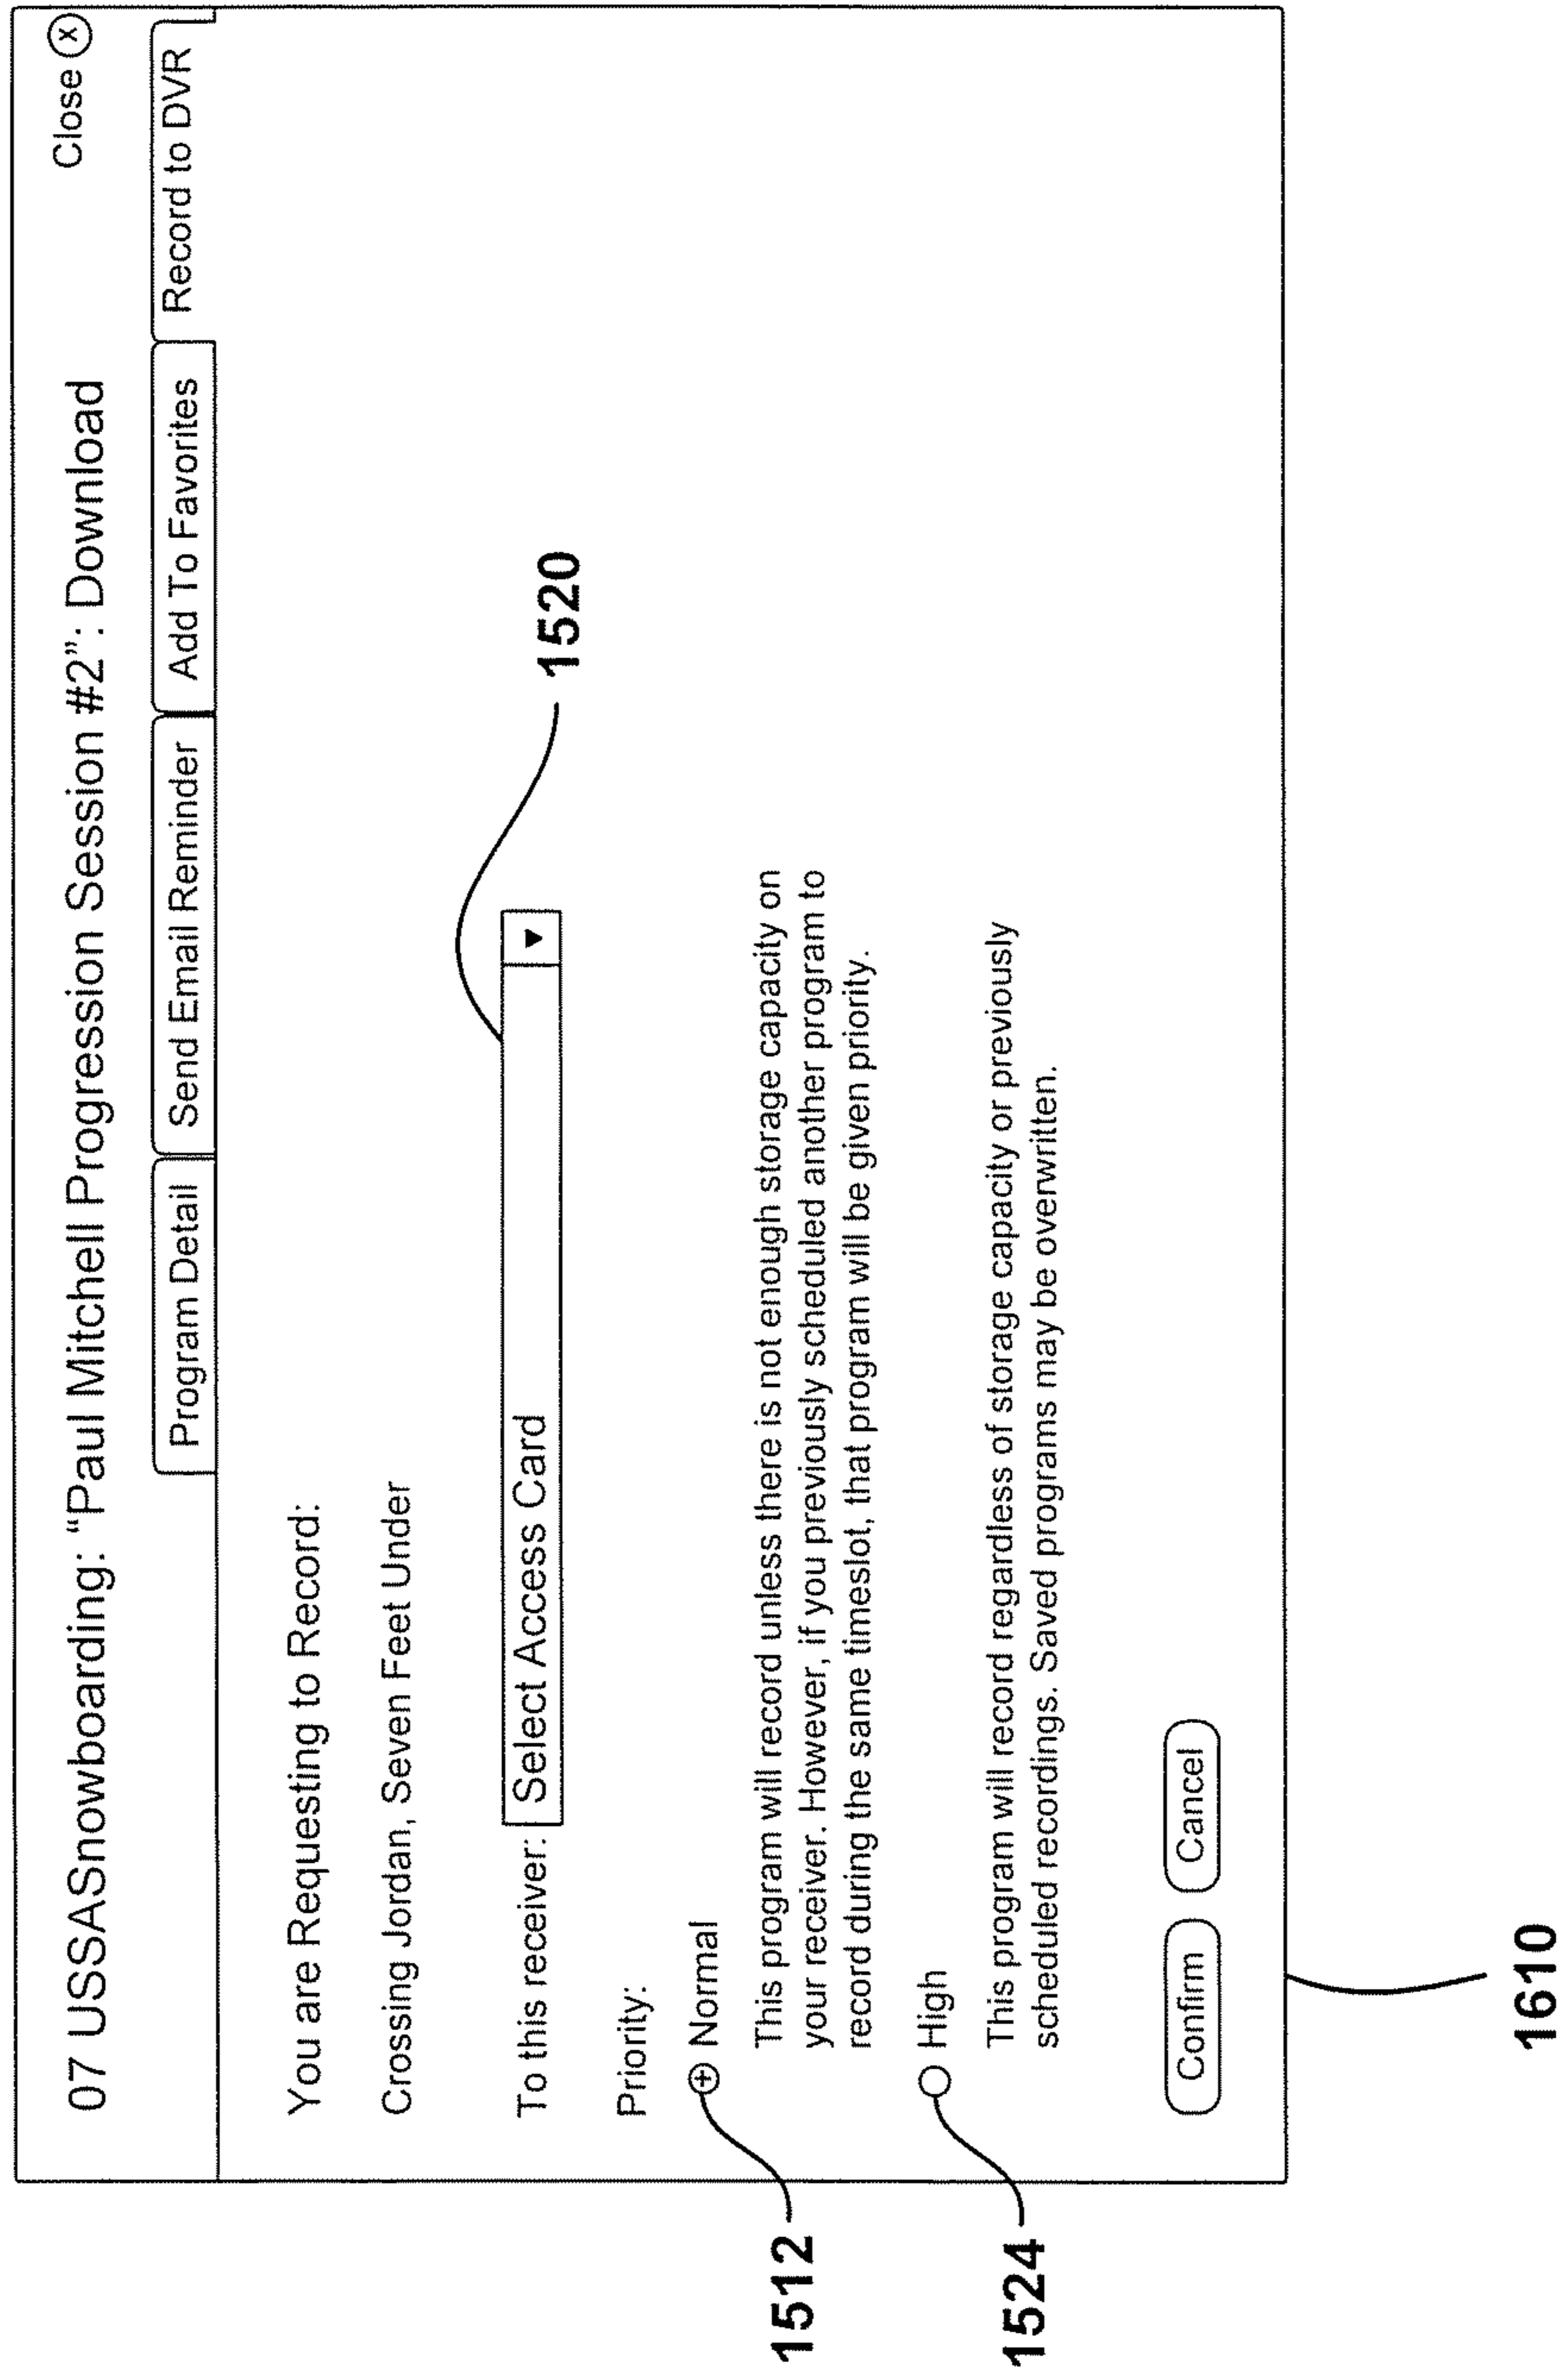 07 USSASnowboarding: “Paul Mitchell Progression Session #2”: Download
Close (x)
Program Detail
Send Email Reminder
Add To Favorites
Record to DVR
You are Requesting to Record:
Crossing Jordan, Seven Feet Under
To this receiver: Select Access Card
1520
Priority:
Normal
This program will record unless there is not enough storage capacity on
your receiver. However, if you previously scheduled another program to
record during the same timeslot, that program will be given priority.
1512
High
This program will record regardless of storage capacity or previously
scheduled recordings. Saved programs may be overwritten.
1524
Confirm
Cancel
1610